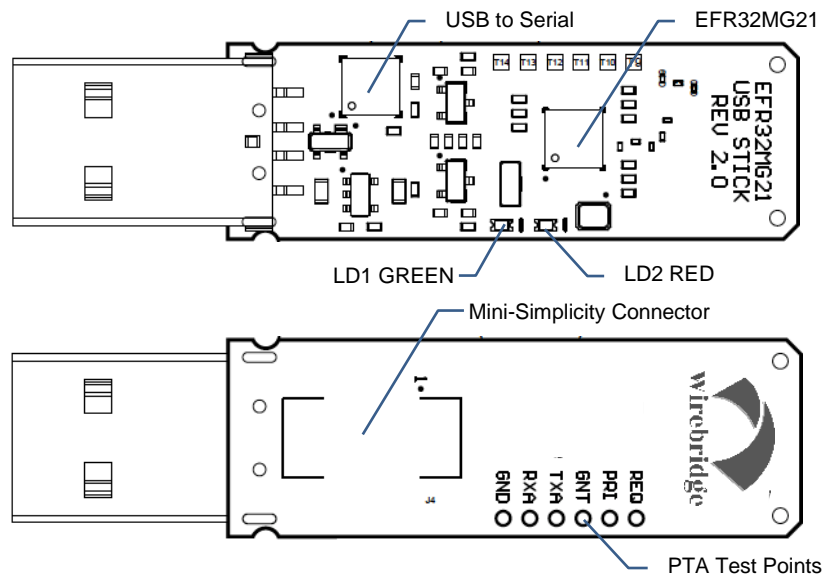 USB to Serial
EFR32MG21
T14 T13 T12 T11 T10 T9
EFR32MG21
USB STICK
REV 2.0
LD1 GREEN
LD2 RED
Mini-Simplicity Connector
1
J4
GND
RXA
TXA
GNT
PRI
REQ
Wirebridge
PTA Test Points